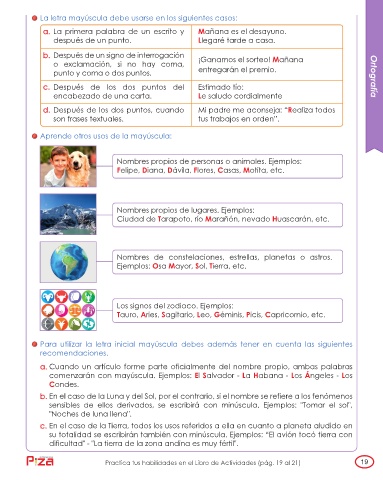 La letra mayúscula debe usarse en los siguientes casos:
a. La primera palabra de un escrito y
después de un punto.
Mañana es el desayuno.
Llegaré tarde a casa.
b. Después de un signo de interrogación
o exclamación, si no hay coma,
punto y coma o dos puntos.
¡Ganamos el sorteo! Mañana
entregarán el premio.
c. Después de los dos puntos del
encabezado de una carta.
Estimado tío:
Le saludo cordialmente
d. Después de los dos puntos, cuando
son frases textuales.
Mi padre me aconseja: “Realiza todos
tus trabajos en orden”.
Ortografía
Aprende otros usos de la mayúscula:
Nombres propios de personas o animales. Ejemplos:
Felipe, Diana, Dávila, Flores, Casas, Motita, etc.
Nombres propios de lugares. Ejemplos:
Ciudad de Tarapoto, río Marañón, nevado Huascarán, etc.
Nombres de constelaciones, estrellas, planetas o astros.
Ejemplos: Osa Mayor, Sol, Tierra, etc.
Los signos del zodiaco. Ejemplos:
Tauro, Aries, Sagitario, Leo, Géminis, Picis, Capricornio, etc.
Para utilizar la letra inicial mayúscula debes además tener en cuenta las siguientes
recomendaciones.
a. Cuando un artículo forme parte oficialmente del nombre propio, ambas palabras
comenzarán con mayúscula. Ejemplos: El Salvador - La Habana - Los Ángeles - Los
Condes.
b. En el caso de la Luna y del Sol, por el contrario, si el nombre se refiere a los fenómenos
sensibles de ellos derivados, se escribirá con minúscula. Ejemplos: "Tomar el sol",
"Noches de luna llena".
c. En el caso de la Tierra, todos los usos referidos a ella en cuanto a planeta aludido en
su totalidad se escribirán también con minúscula. Ejemplos: "El avión tocó tierra con
dificultad" - "La tierra de la zona andina es muy fértil".
Practica tus habilidades en el Libro de Actividades (pág. 19 al 21)
19